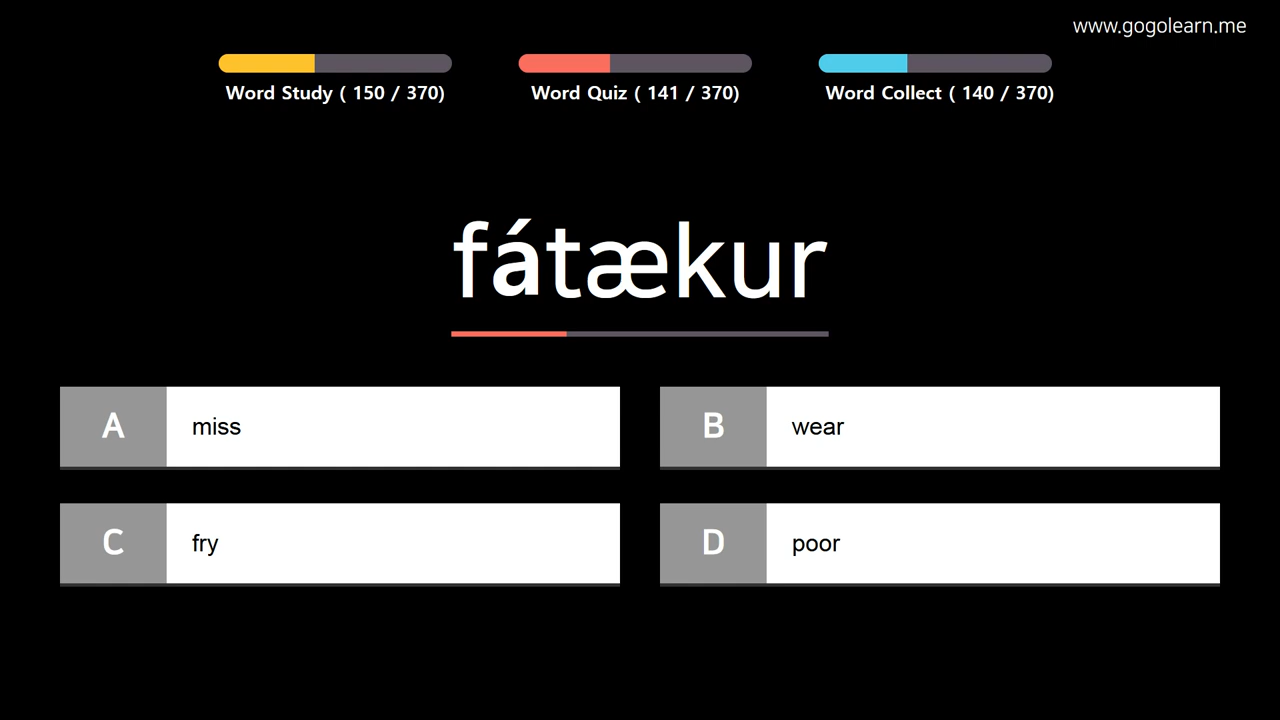 www.gogolearn.me
Word Study ( 150 / 370)
Word Quiz ( 141 / 370)
Word Collect ( 140 / 370)
fátækur
A miss
B wear
C fry
D poor